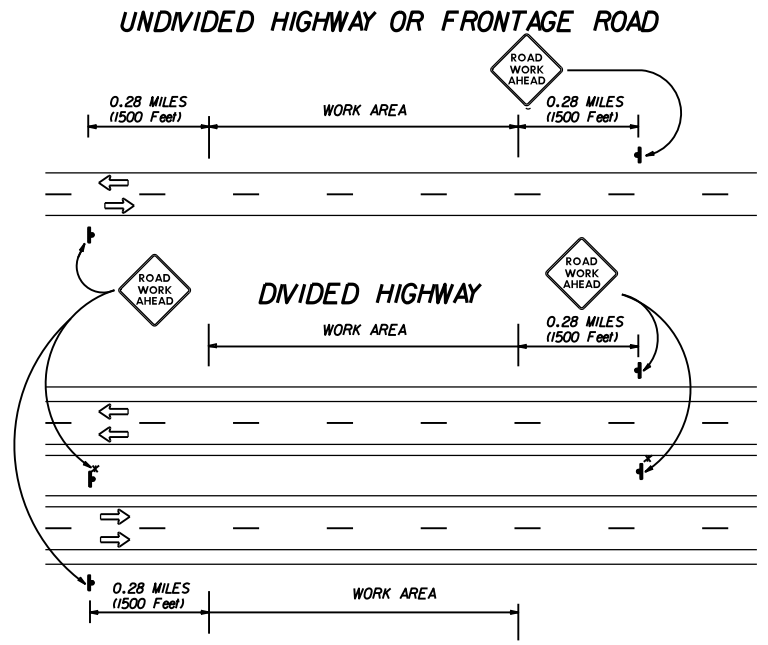 UNDIVIDED HIGHWAY OR FRONTAGE ROAD
ROAD
WORK
AHEAD
0.28 MILES
(1500 Feet)
WORK AREA
0.28 MILES
(1500 Feet)
ROAD
WORK
AHEAD
DIVIDED HIGHWAY
ROAD
WORK
AHEAD
WORK AREA
0.28 MILES
(1500 Feet)
x
x
0.28 MILES
(1500 Feet)
WORK AREA